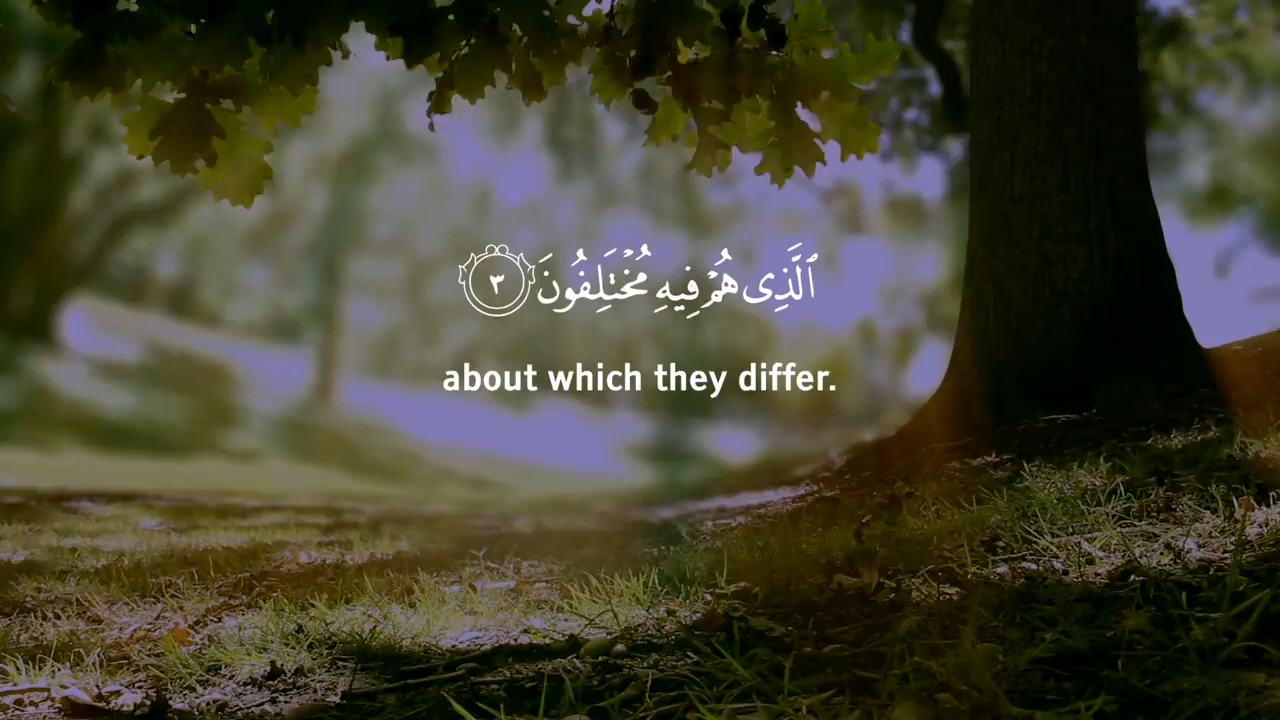 ٱلَّذِى هُمۡ فِيهِ مُخۡتَلِفُونَ ٣
about which they differ.